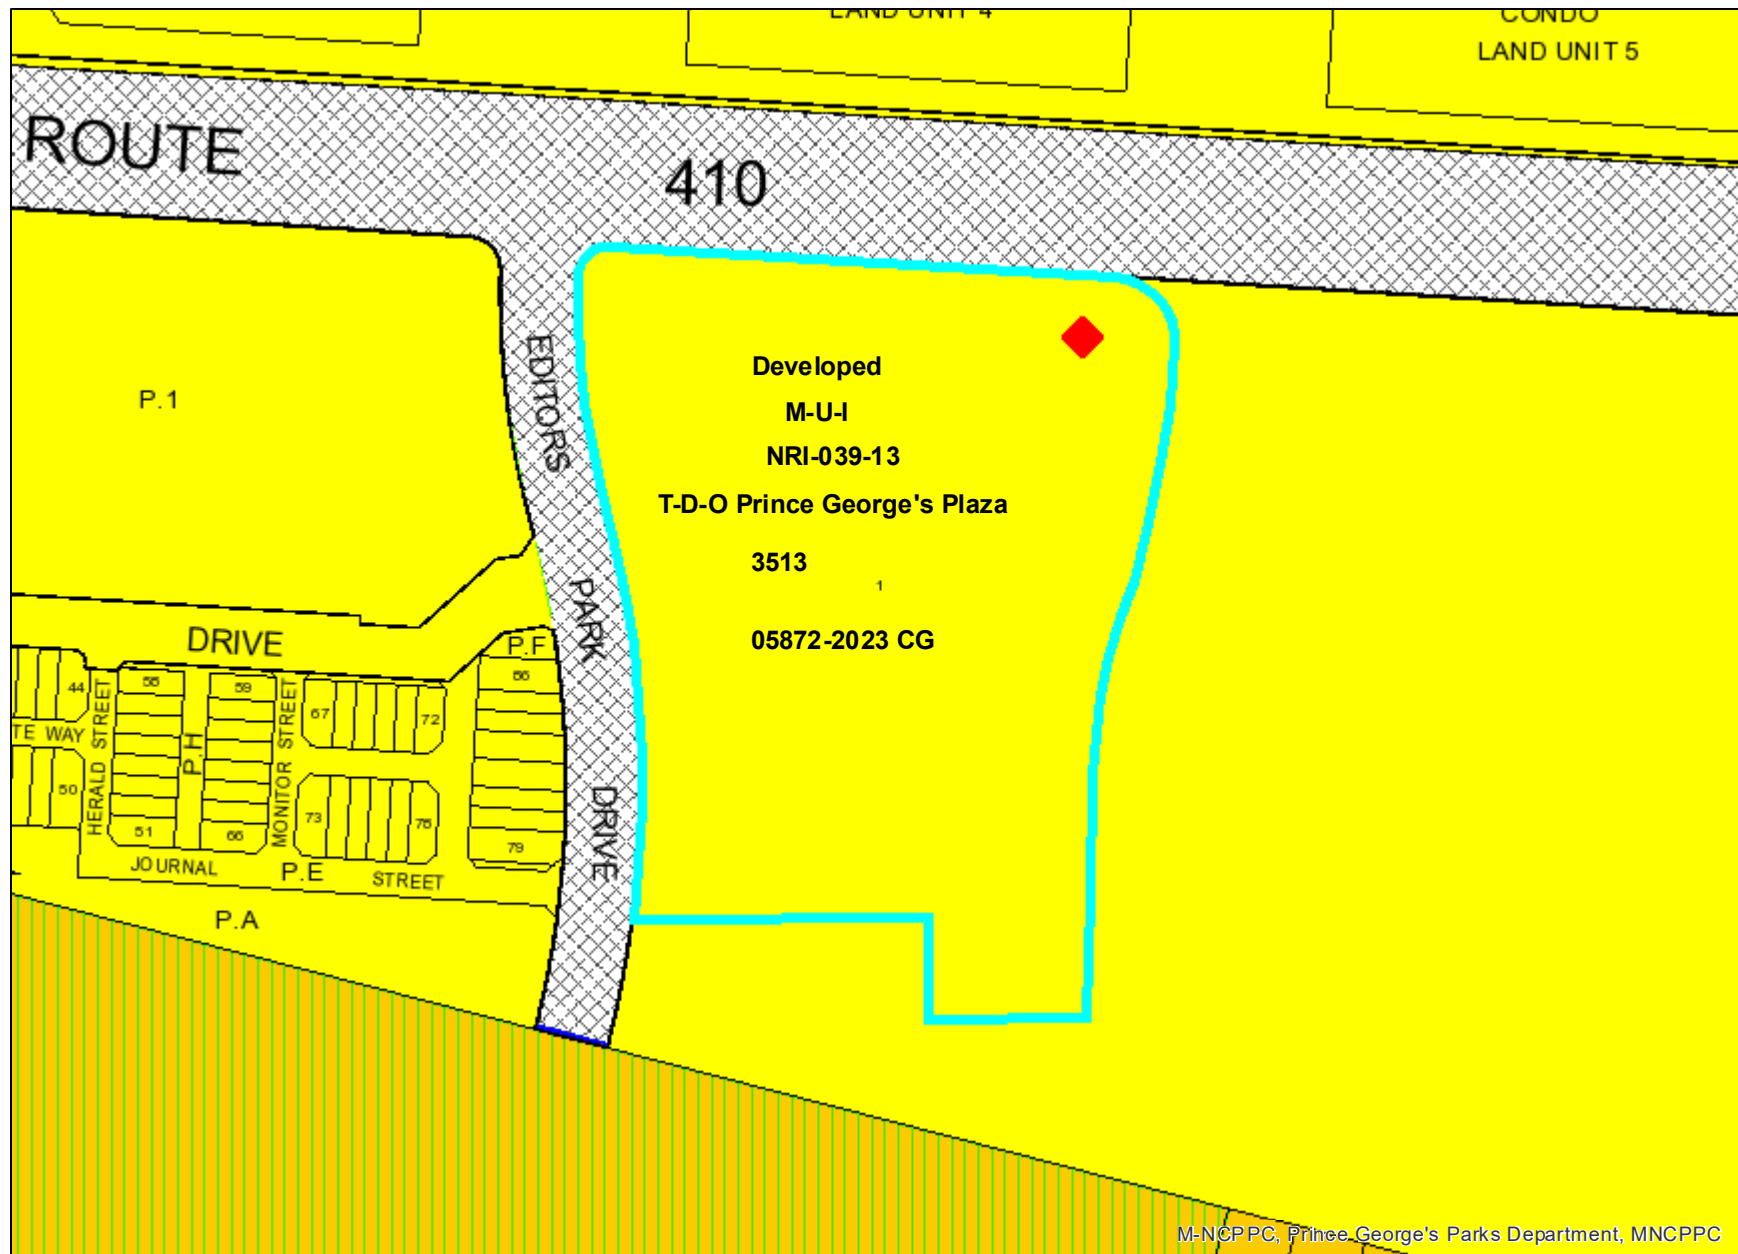 LAND UNIT 4
CONDO
LAND UNIT 5
ROUTE
410
EDITORS
PARK
DRIVE
P.1
Developed
M-U-I
NRI-039-13
T-D-O Prince George's Plaza
3513
1
05872-2023 CG
DRIVE
P.F
44
58
59
67
72
66
TE WAY
HERALD STREET
P.H
MONITOR STREET
50
51
66
73
79
JOURNAL
P.E
STREET
P.A
M-NCPPC, Prince George's Parks Department, MNCPPC